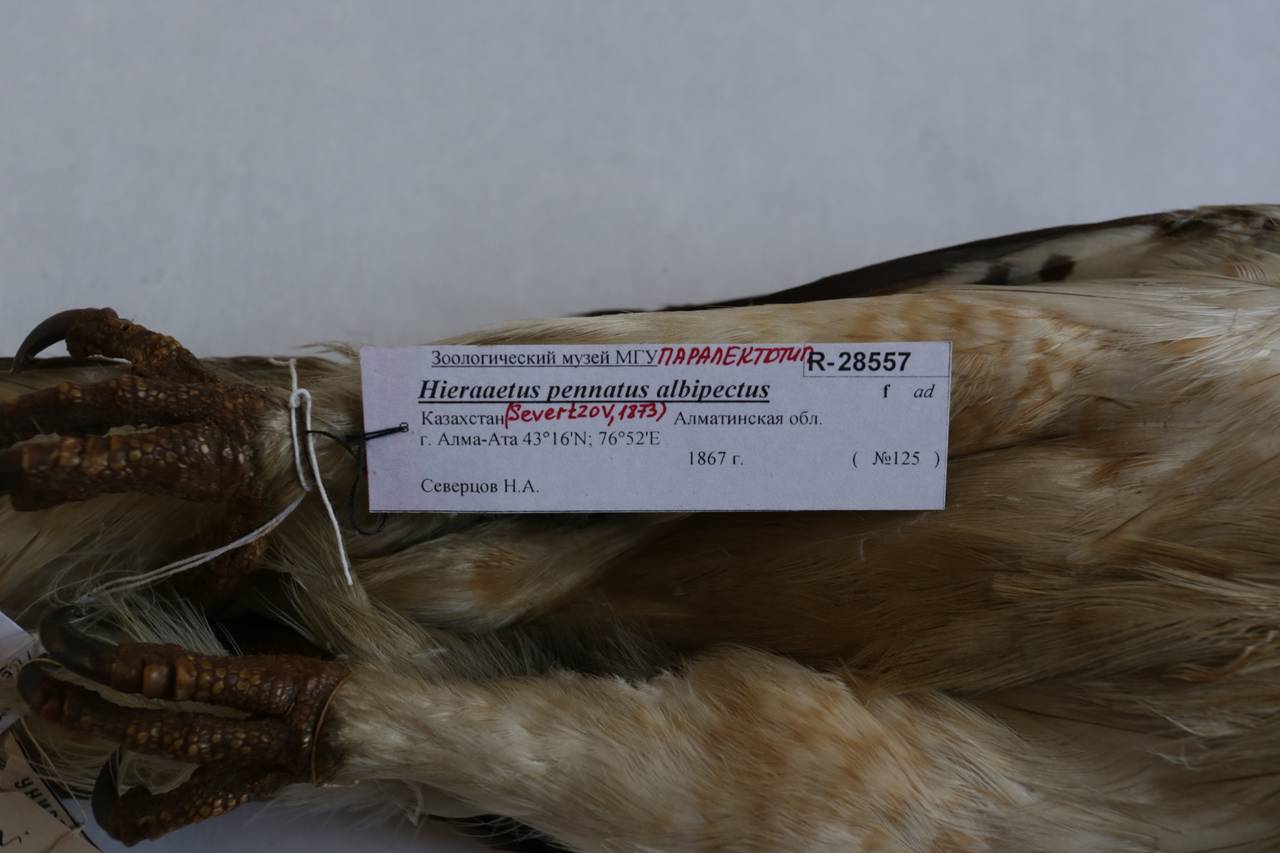 Зоологический музей МГУ ПАРАЛЕКТОТИП R-28557
Hieraaetus pennatus albipectus f ad
Казахстан (Severtzov, 1873) Алматинская обл.
г. Алма-Ата 43°16'N; 76°52'E
1867 г. ( №125 )
Северцов Н.А.